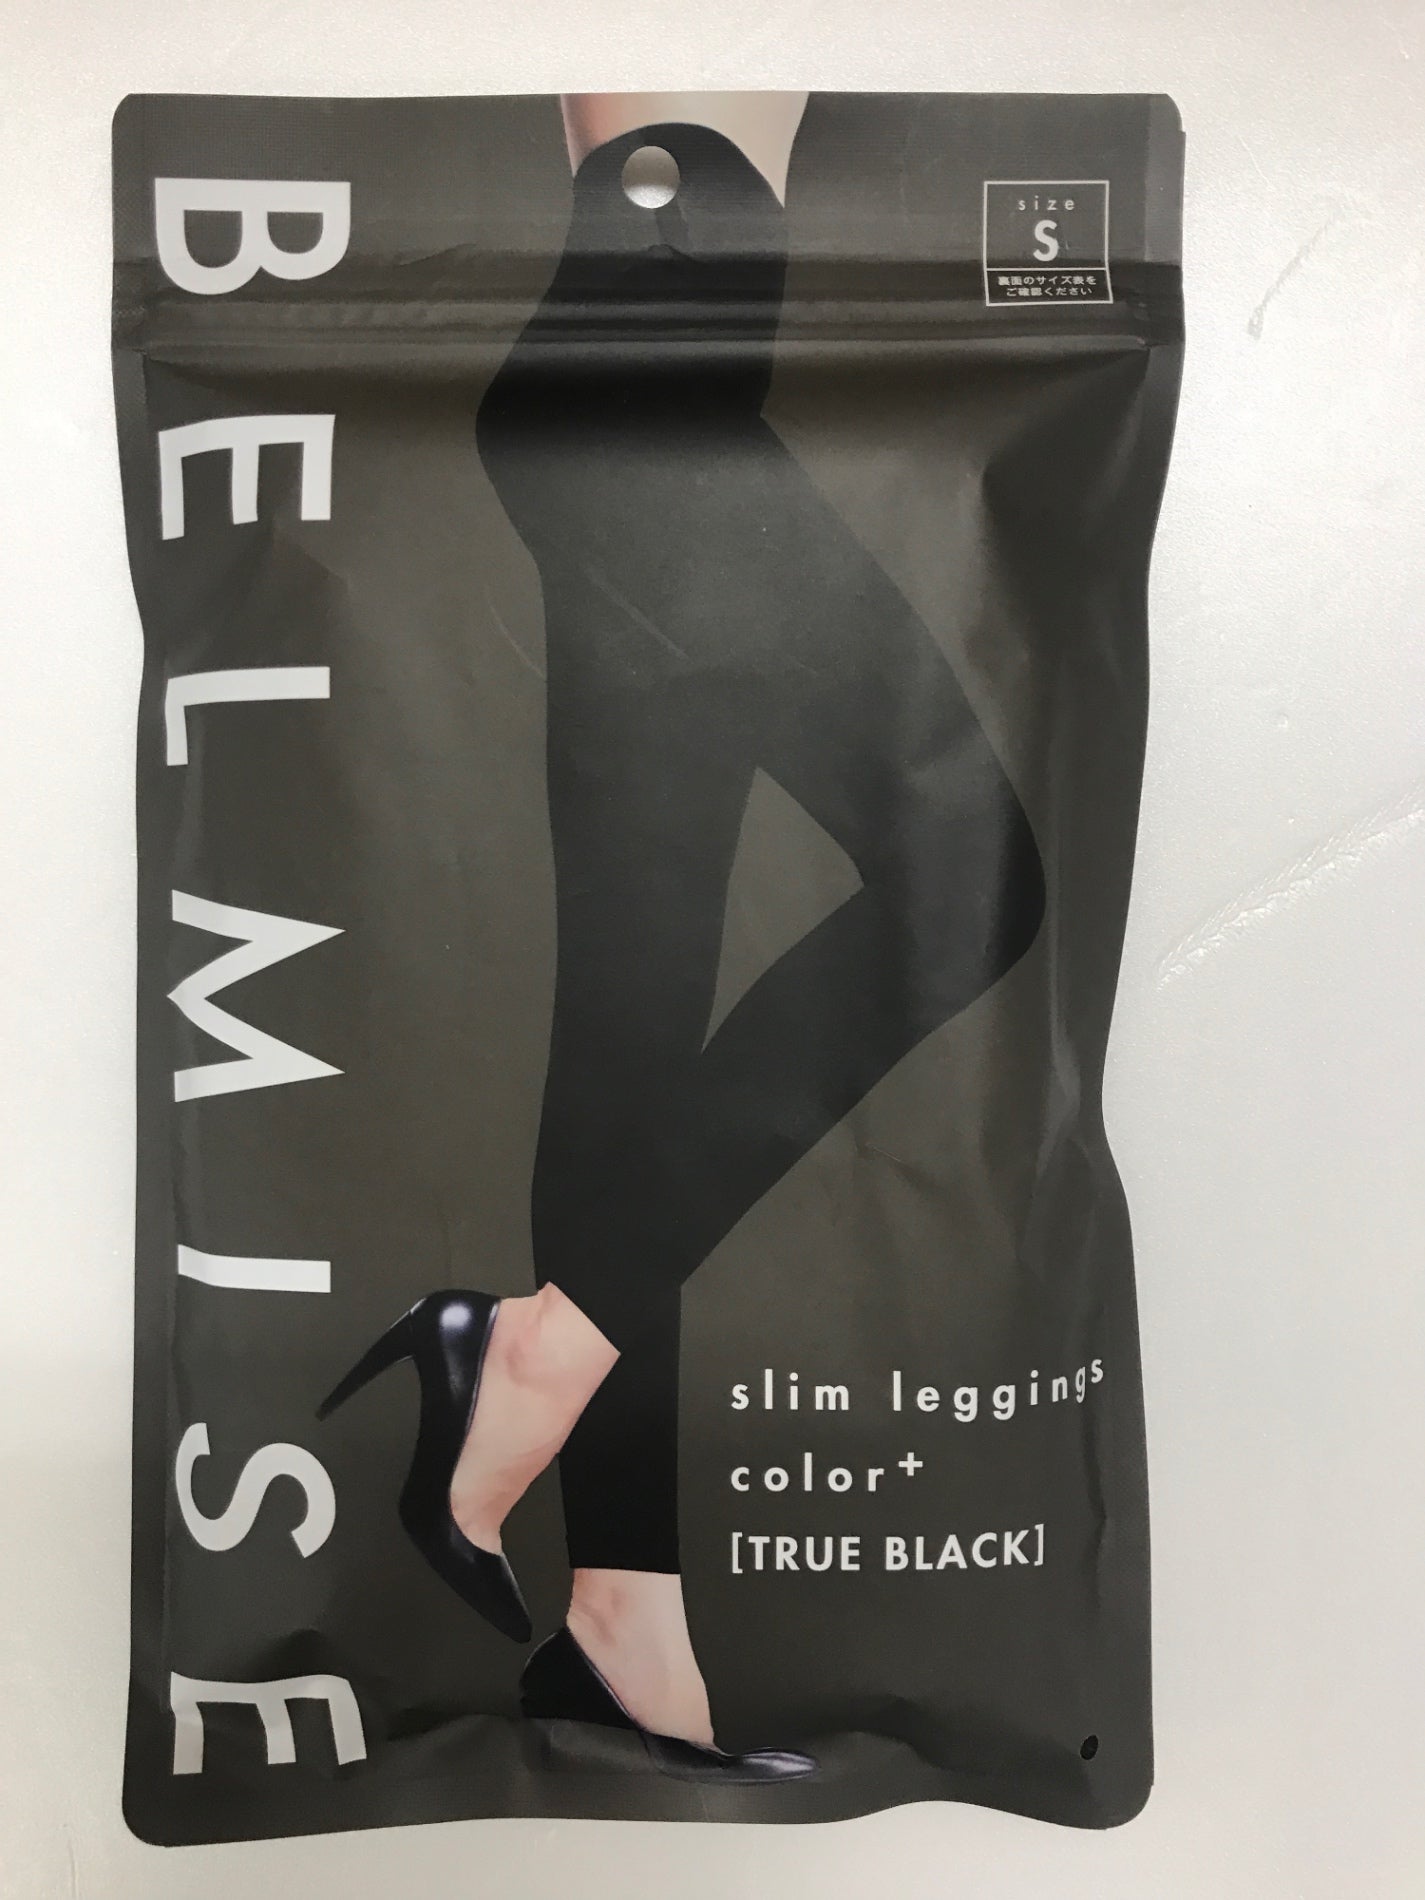 BELMISE
size
S
裏面のサイズ表を
ご確認ください
slim leggings
color+
[TRUE BLACK]